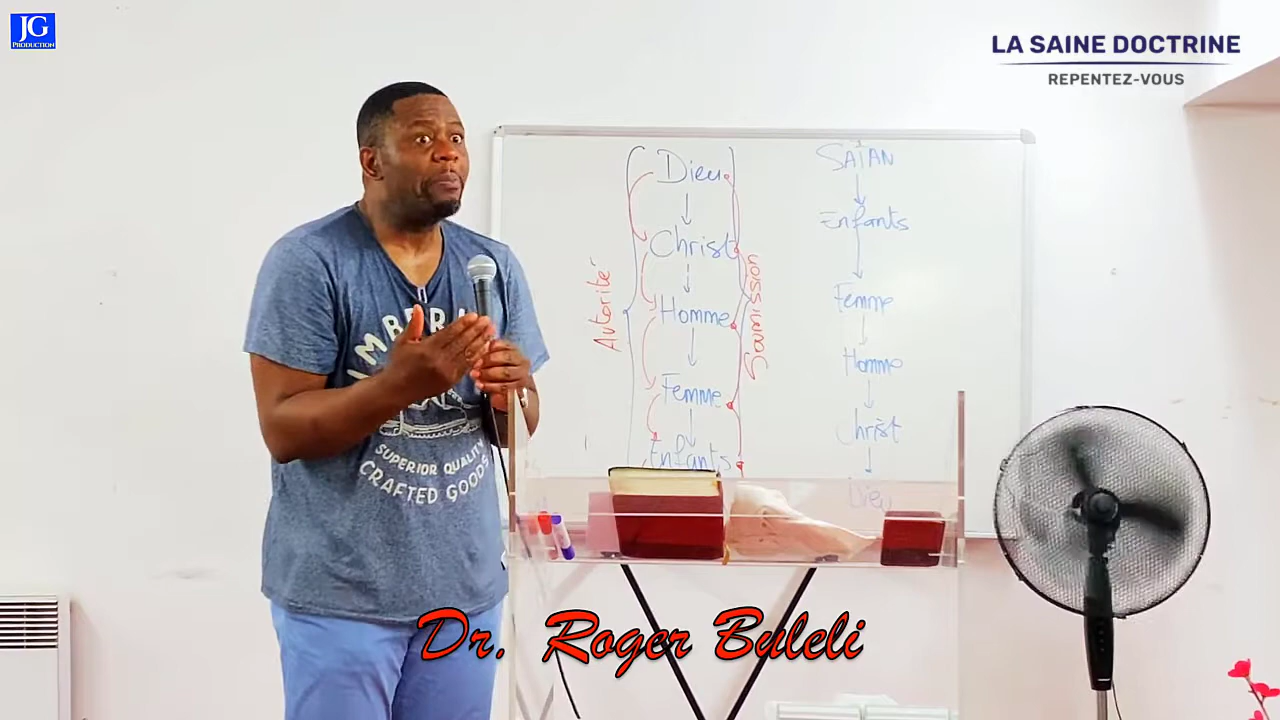 JG
PRODUCTION
LA SAINE DOCTRINE
REPENTEZ-VOUS
Dieu
Christ
Homme
Femme
Enfants
Autorité
Soumission
SATAN
Enfants
Femme
Homme
Christ
Dieu
SUPERIOR QUALITY
CRAFTED GOODS
Dr. Roger Buleli